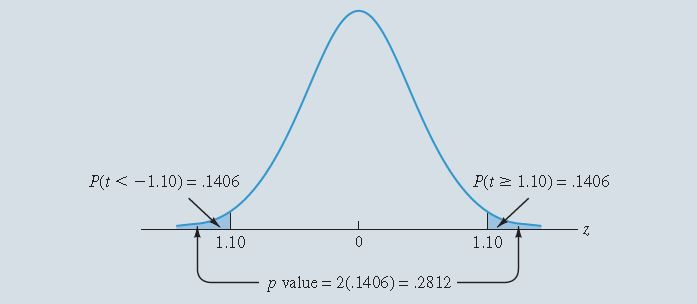 P(t < −1.10) = .1406
P(t ≥ 1.10) = .1406
1.10
0
1.10
z
p value = 2(.1406) = .2812